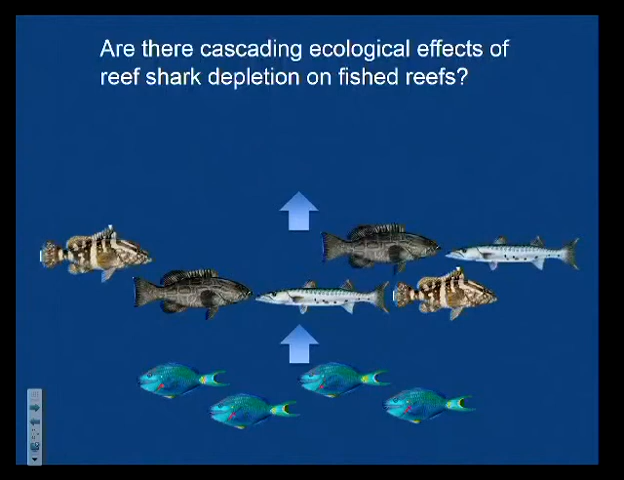 Are there cascading ecological effects of
reef shark depletion on fished reefs?